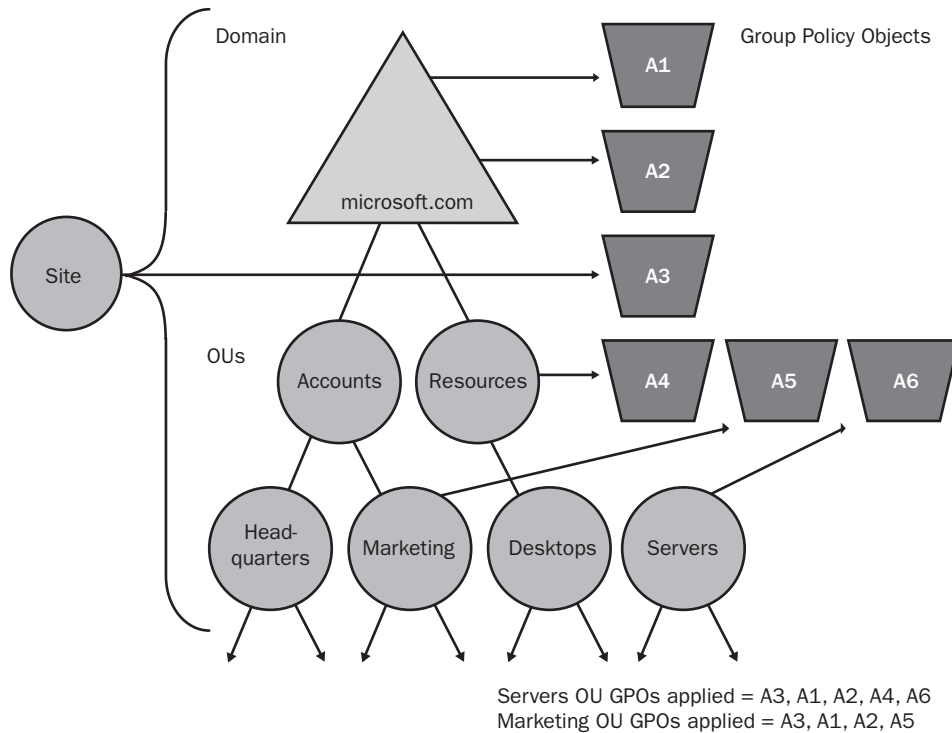 Domain
Group Policy Objects
A1
A2
microsoft.com
Site
A3
OUs
Accounts
Resources
A4
A5
A6
Head-
quarters
Marketing
Desktops
Servers
Servers OU GPOs applied = A3, A1, A2, A4, A6
Marketing OU GPOs applied = A3, A1, A2, A5